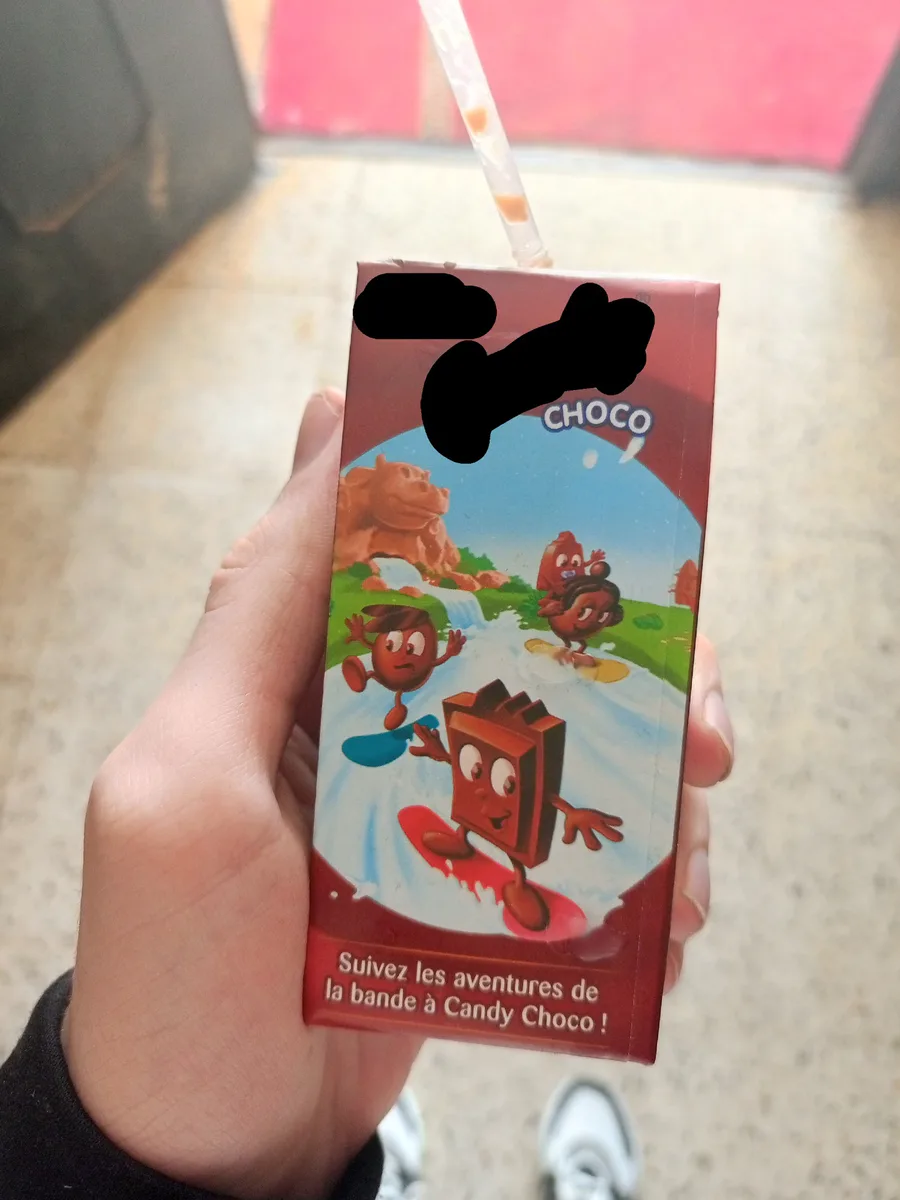 CHOCO
Suivez les aventures de
la bande à Candy Choco !